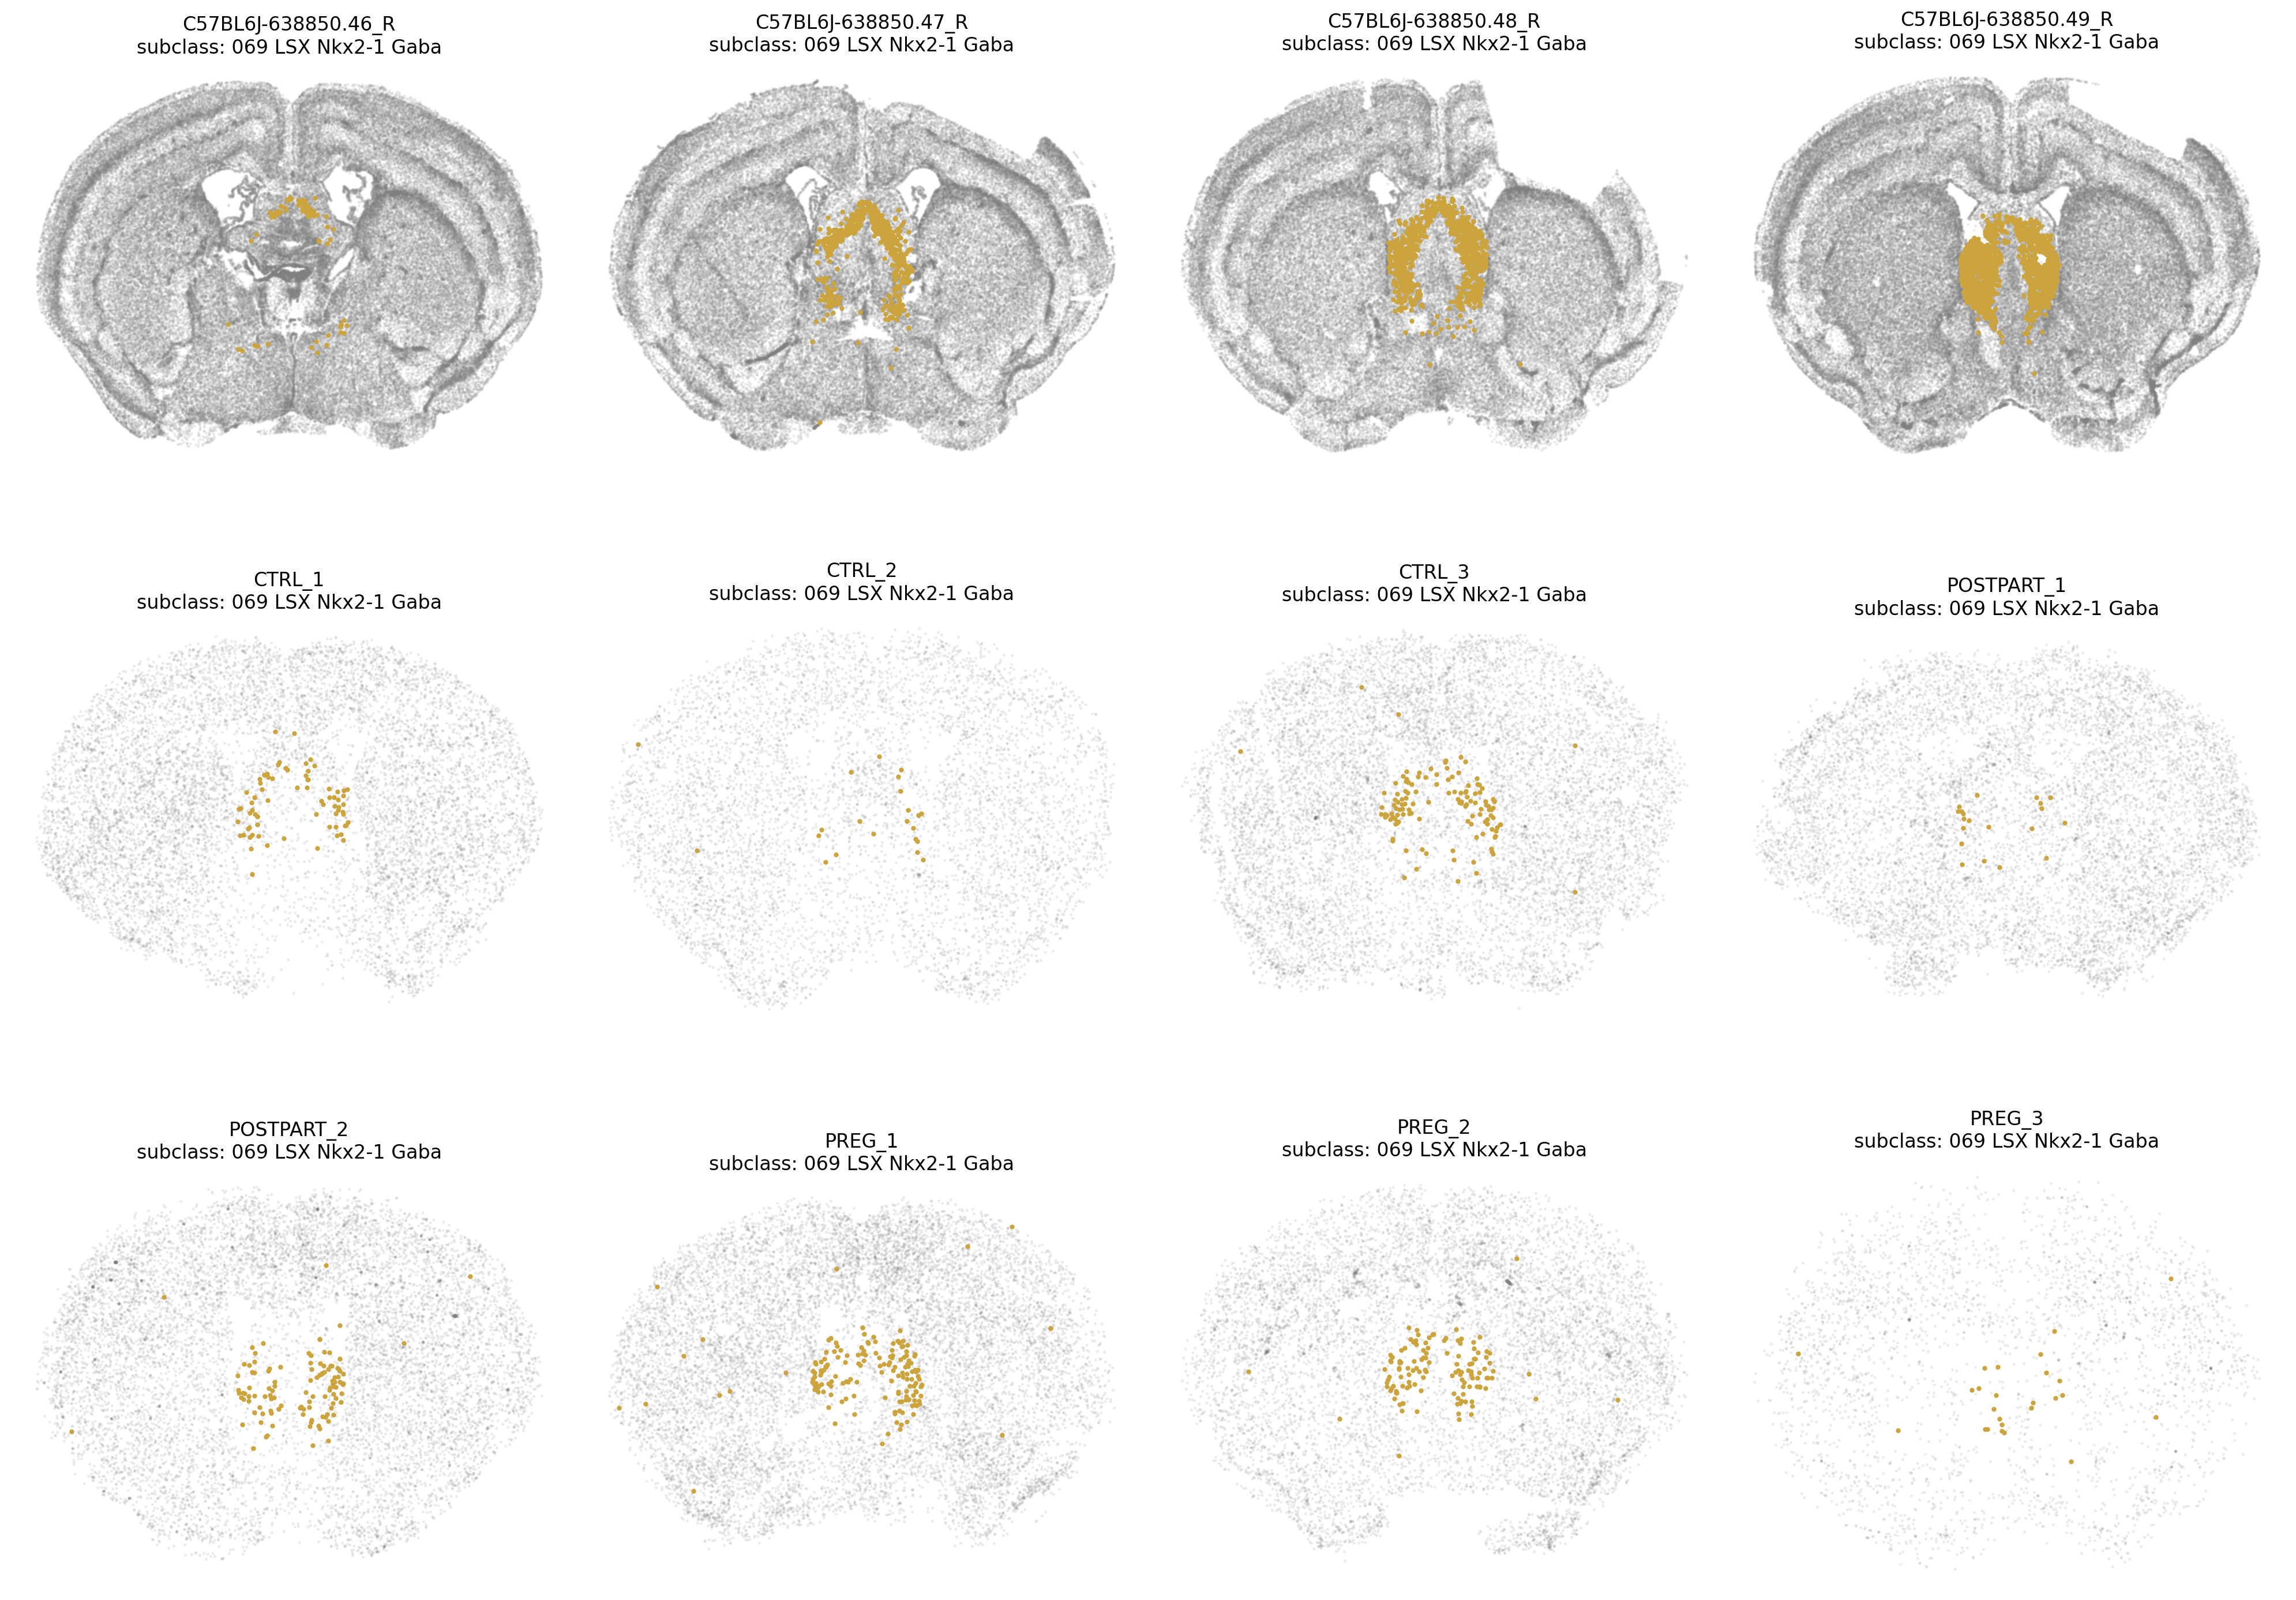 C57BL6J-638850.46_R
subclass: 069 LSX Nkx2-1 Gaba
C57BL6J-638850.47_R
subclass: 069 LSX Nkx2-1 Gaba
C57BL6J-638850.48_R
subclass: 069 LSX Nkx2-1 Gaba
C57BL6J-638850.49_R
subclass: 069 LSX Nkx2-1 Gaba
CTRL_1
subclass: 069 LSX Nkx2-1 Gaba
CTRL_2
subclass: 069 LSX Nkx2-1 Gaba
CTRL_3
subclass: 069 LSX Nkx2-1 Gaba
POSTPART_1
subclass: 069 LSX Nkx2-1 Gaba
POSTPART_2
subclass: 069 LSX Nkx2-1 Gaba
PREG_1
subclass: 069 LSX Nkx2-1 Gaba
PREG_2
subclass: 069 LSX Nkx2-1 Gaba
PREG_3
subclass: 069 LSX Nkx2-1 Gaba